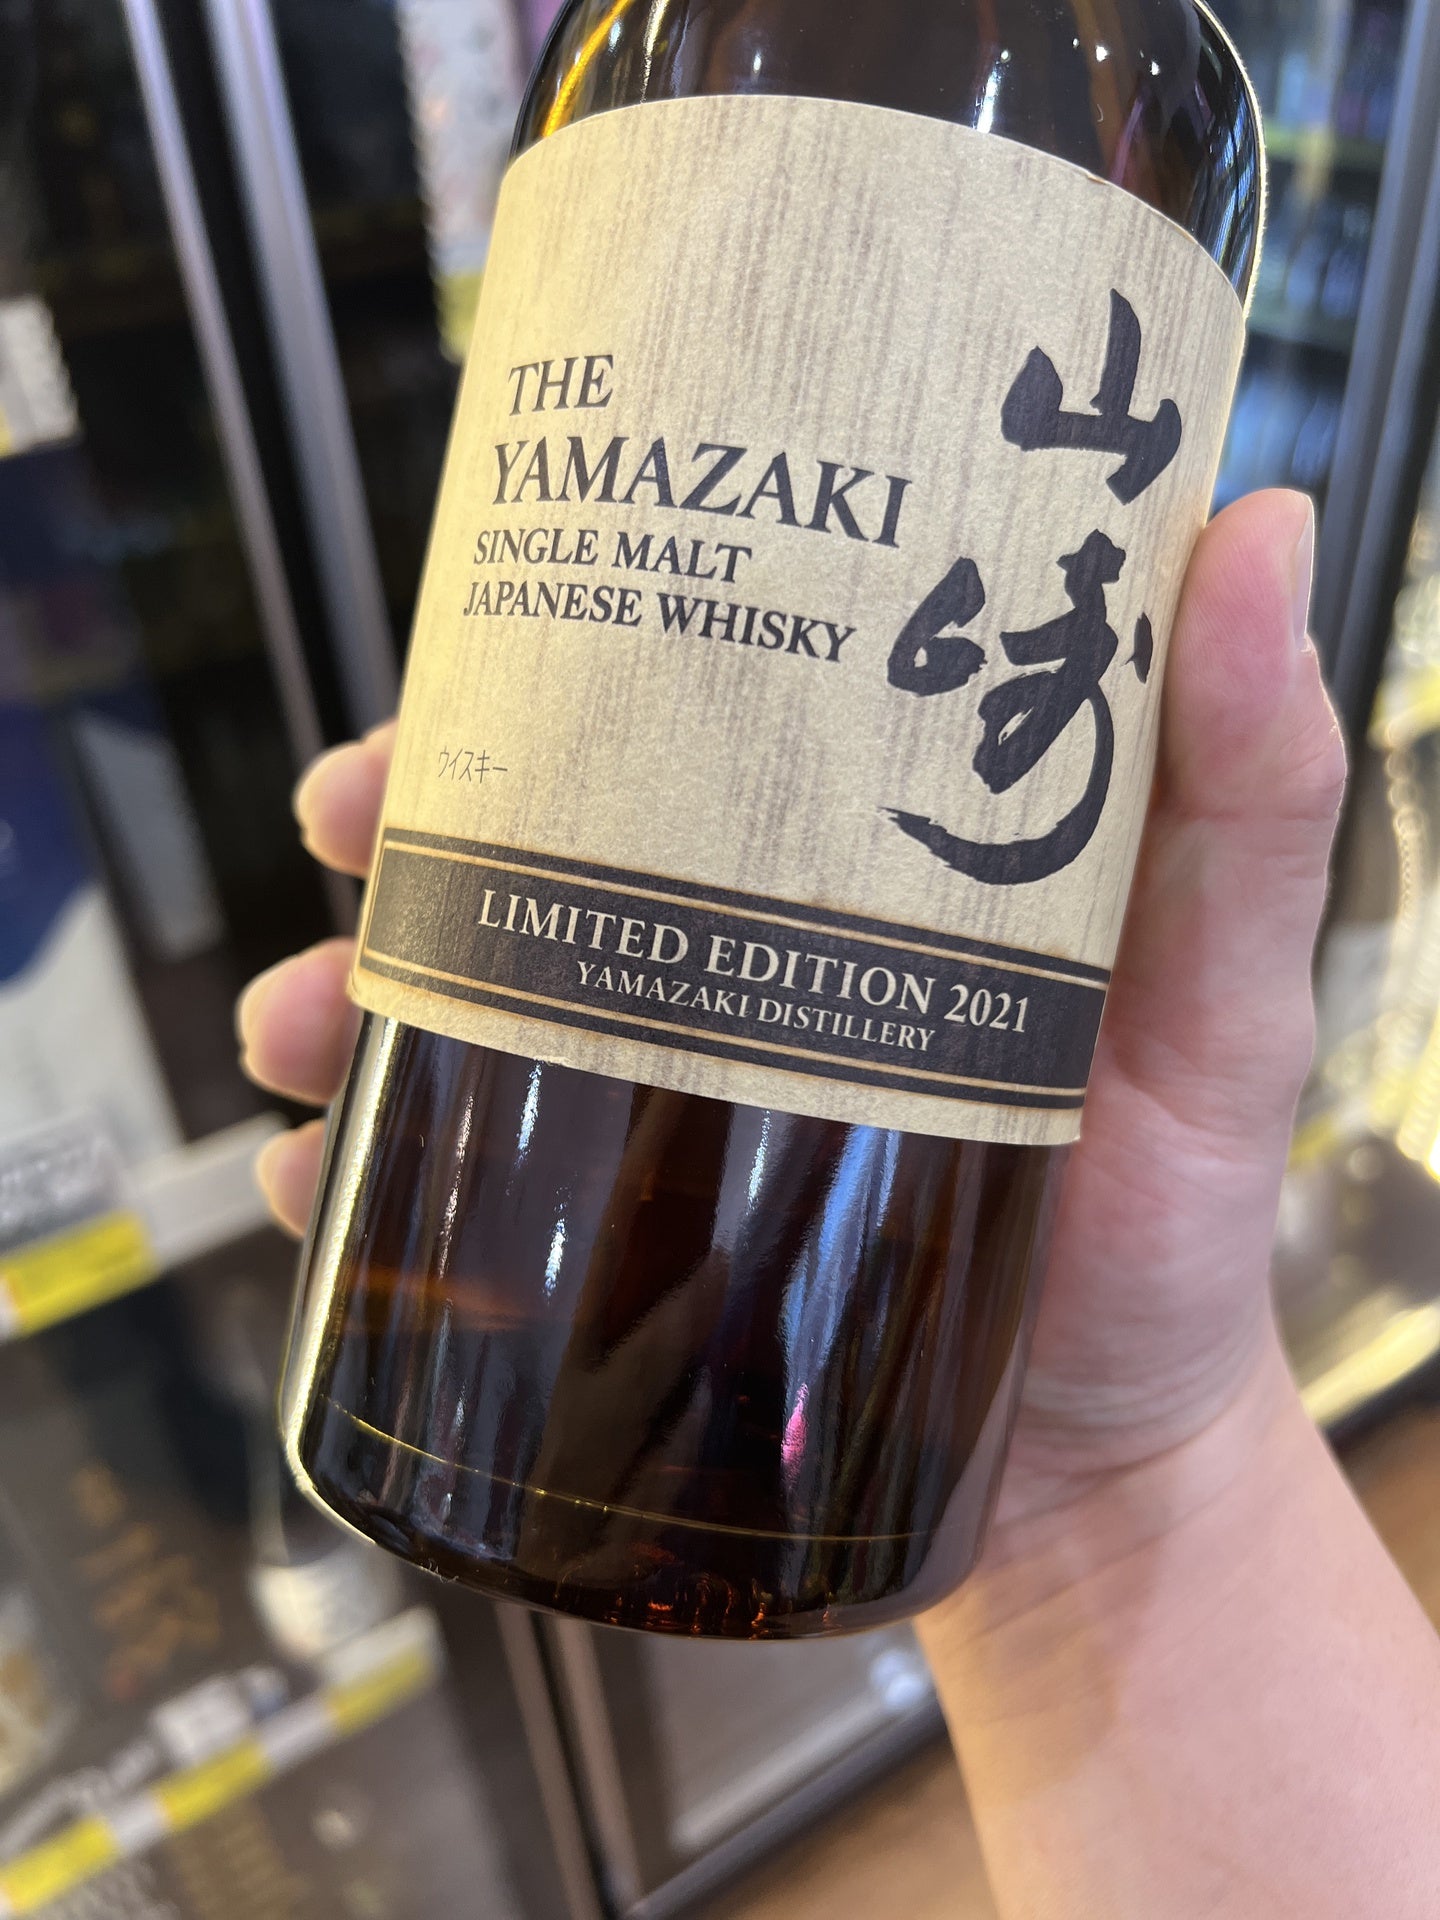 THE
YAMAZAKI
SINGLE MALT
JAPANESE WHISKY
山崎
ウイスキー
LIMITED EDITION 2021
YAMAZAKI DISTILLERY